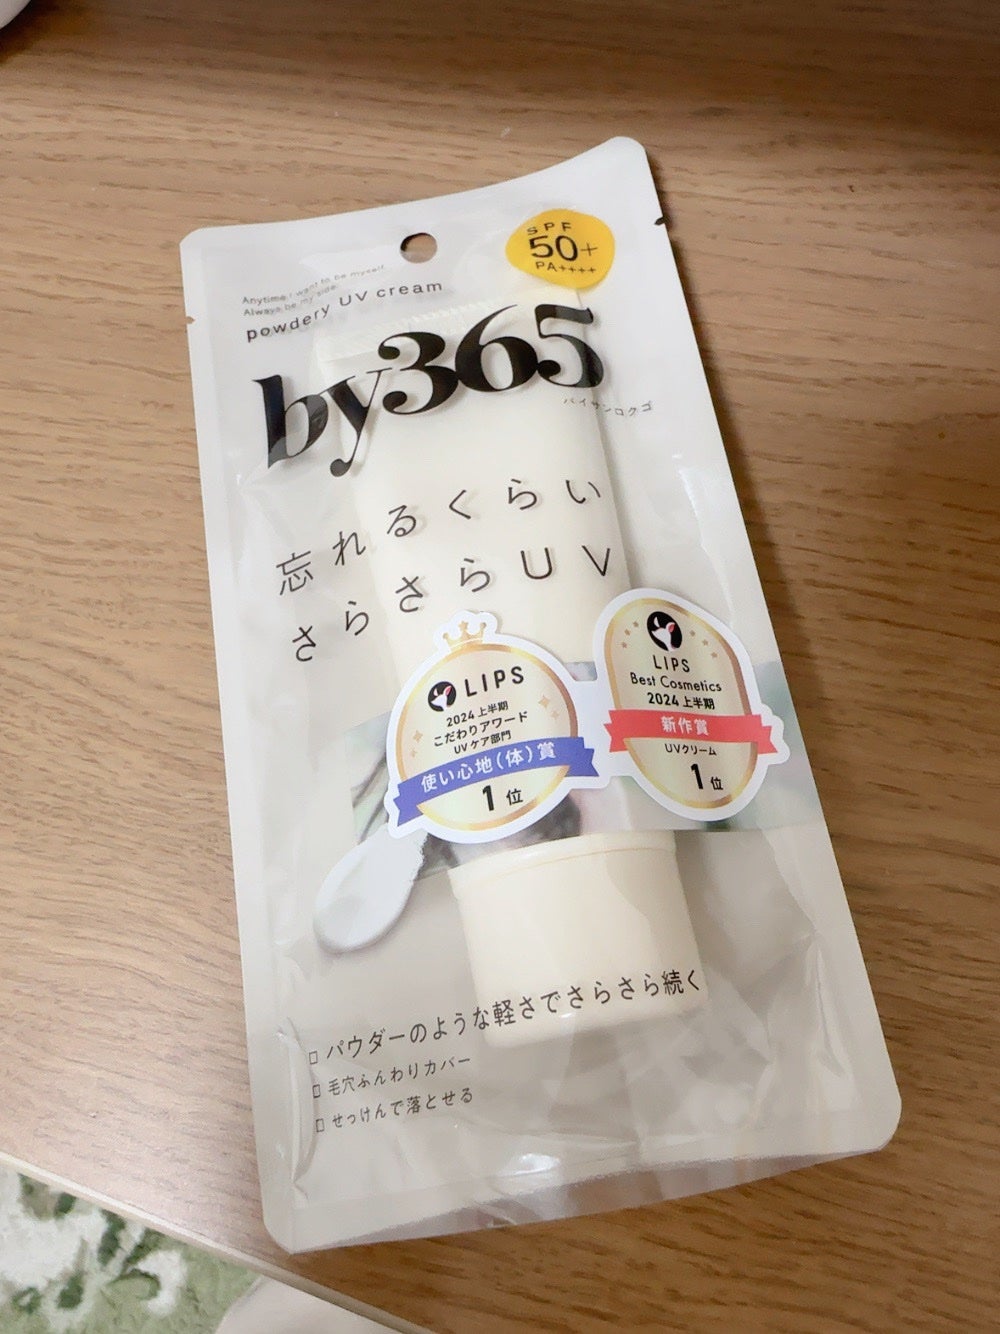 SPF
50+
PA++++
Anytime I want to be myself.
Always be my side.
powdery UV cream
by365
バイサンロクゴ
忘れるくらい
さらさらUV
LIPS
2024上半期
こだわりアワード
UVケア部門
使い心地(体)賞
1位
LIPS
Best Cosmetics
2024上半期
新作賞
UVクリーム
1位
□ パウダーのような軽さでさらさら続く
□ 毛穴ふんわりカバー
□ せっけんで落とせる